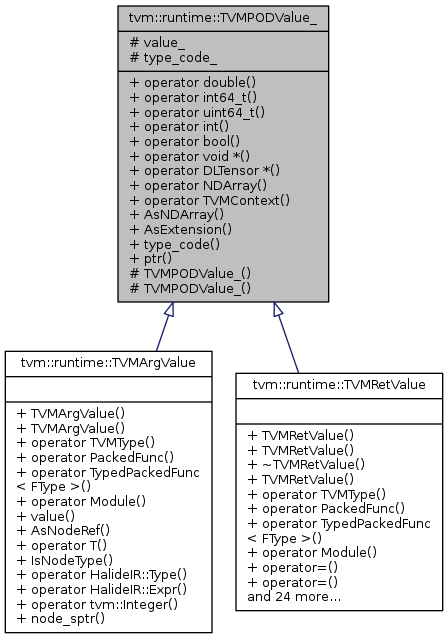 tvm::runtime::TVMPODValue_
# value_
# type_code_
+ operator double()
+ operator int64_t()
+ operator uint64_t()
+ operator int()
+ operator bool()
+ operator void *()
+ operator DLTensor *()
+ operator NDArray()
+ operator TVMContext()
+ AsNDArray()
+ AsExtension()
+ type_code()
+ ptr()
# TVMPODValue_()
# TVMPODValue_()
tvm::runtime::TVMArgValue
+ TVMArgValue()
+ TVMArgValue()
+ operator TVMType()
+ operator PackedFunc()
+ operator TypedPackedFunc
< FType >()
+ operator Module()
+ value()
+ AsNodeRef()
+ operator T()
+ IsNodeType()
+ operator HalideIR::Type()
+ operator HalideIR::Expr()
+ operator tvm::Integer()
+ node_sptr()
tvm::runtime::TVMRetValue
+ TVMRetValue()
+ TVMRetValue()
+ ~TVMRetValue()
+ TVMRetValue()
+ operator TVMType()
+ operator PackedFunc()
+ operator TypedPackedFunc
< FType >()
+ operator Module()
+ operator=()
+ operator=()
and 24 more...